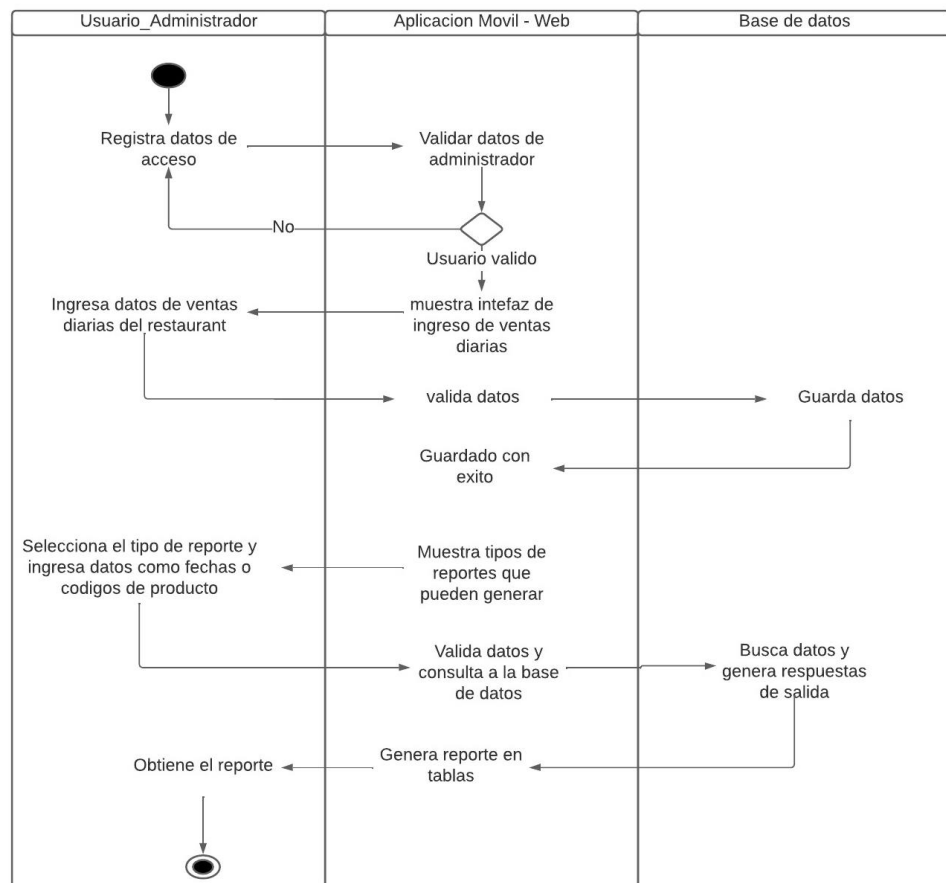 Usuario_Administrador
Aplicacion Movil - Web
Base de datos
Registra datos de
acceso
Validar datos de
administrador
No
Usuario valido
Ingresa datos de ventas
diarias del restaurant
muestra intefaz de
ingreso de ventas
diarias
valida datos
Guarda datos
Guardado con
exito
Selecciona el tipo de reporte y
ingresa datos como fechas o
codigos de producto
Muestra tipos de
reportes que
pueden generar
Valida datos y
consulta a la base
de datos
Busca datos y
genera respuestas
de salida
Genera reporte en
tablas
Obtiene el reporte